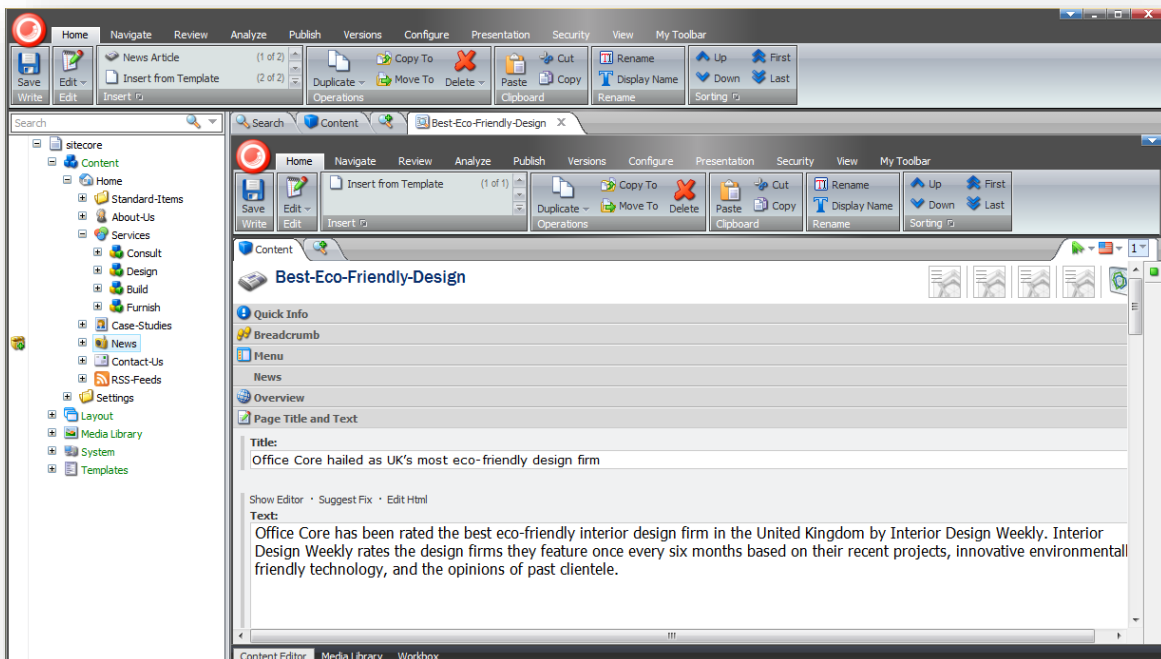 Home Navigate Review Analyze Publish Versions Configure Presentation Security View My Toolbar
News Article (1 of 2) Copy To Cut Rename Up First
Save Edit Insert from Template (2 of 2) Duplicate Move To Delete Paste Copy Display Name Down Last
Write Edit Insert Operations Clipboard Rename Sorting
Search
sitecore
Content
Home
Standard-Items
About-Us
Services
Consult
Design
Build
Furnish
Case-Studies
News
Contact-Us
RSS-Feeds
Settings
Layout
Media Library
System
Templates
Search Content Best-Eco-Friendly-Design X
Home Navigate Review Analyze Publish Versions Configure Presentation Security View My Toolbar
Insert from Template (1 of 1) Copy To Cut Rename Up First
Save Edit Duplicate Move To Delete Paste Copy Display Name Down Last
Write Edit Insert Operations Clipboard Rename Sorting
Content 1
Best-Eco-Friendly-Design
Quick Info
Breadcrumb
Menu
News
Overview
Page Title and Text
Title:
Office Core hailed as UK's most eco-friendly design firm
Show Editor · Suggest Fix · Edit Html
Text:
Office Core has been rated the best eco-friendly interior design firm in the United Kingdom by Interior Design Weekly. Interior
Design Weekly rates the design firms they feature once every six months based on their recent projects, innovative environmentall
friendly technology, and the opinions of past clientele.
Content Editor Media Library Workbox